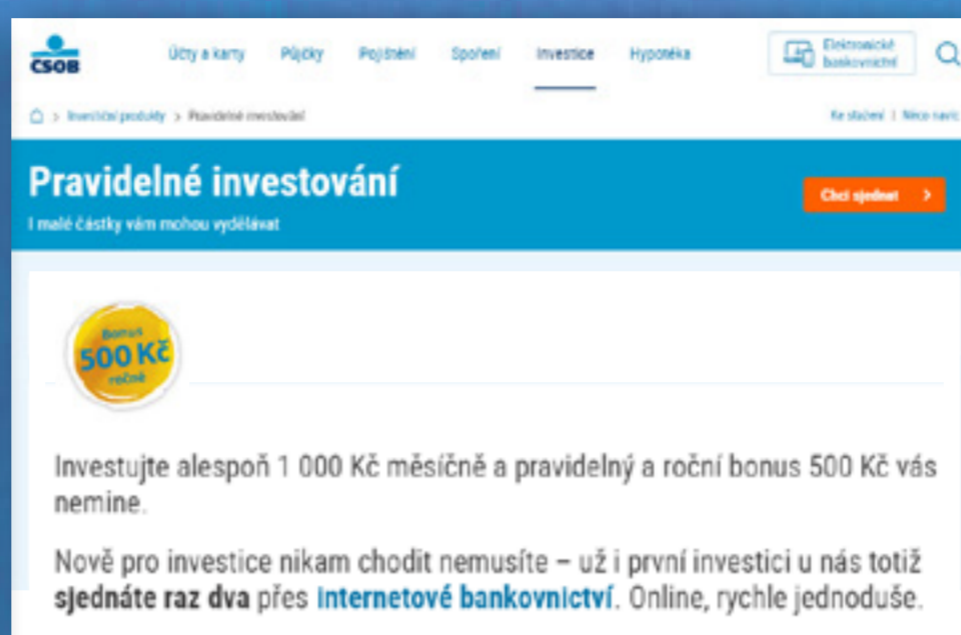 ČSOB
Účty a karty Půjčky Pojištění Spoření Investice Hypotéka
Elektronické
bankovnictví
> Investiční produkty > Pravidelné investování
Ke stažení | Něco navíc
Pravidelné investování
I malé částky vám mohou vydělávat
Chci sjednat
Bonus
500 Kč
ročně
Investujte alespoň 1 000 Kč měsíčně a pravidelný a roční bonus 500 Kč vás
nemine.
Nově pro investice nikam chodit nemusíte – už i první investici u nás totiž
sjednáte raz dva přes internetové bankovnictví. Online, rychle jednoduše.